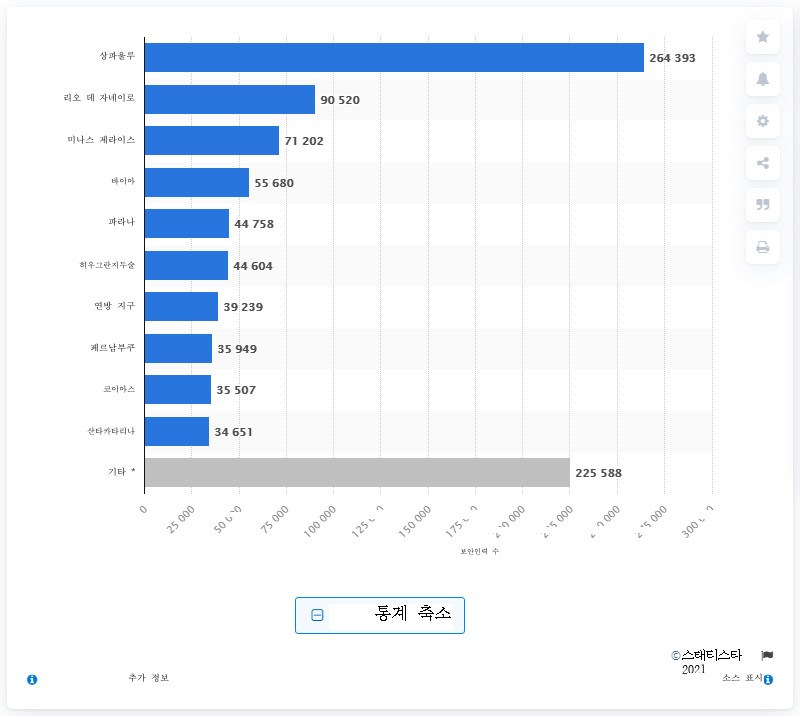 상파울루 264 393
리오 데 자네이로 90 520
미나스 제라이스 71 202
바이아 55 680
파라나 44 758
히우그란지두술 44 604
연방 지구 39 239
페르남부쿠 35 949
고이아스 35 507
산타카타리나 34 651
기타 * 225 588
0 25 000 75 000 100 000 150 000 300
보안인력 수
통계 축소
©스태티스타 2021
추가 정보 소스 표시